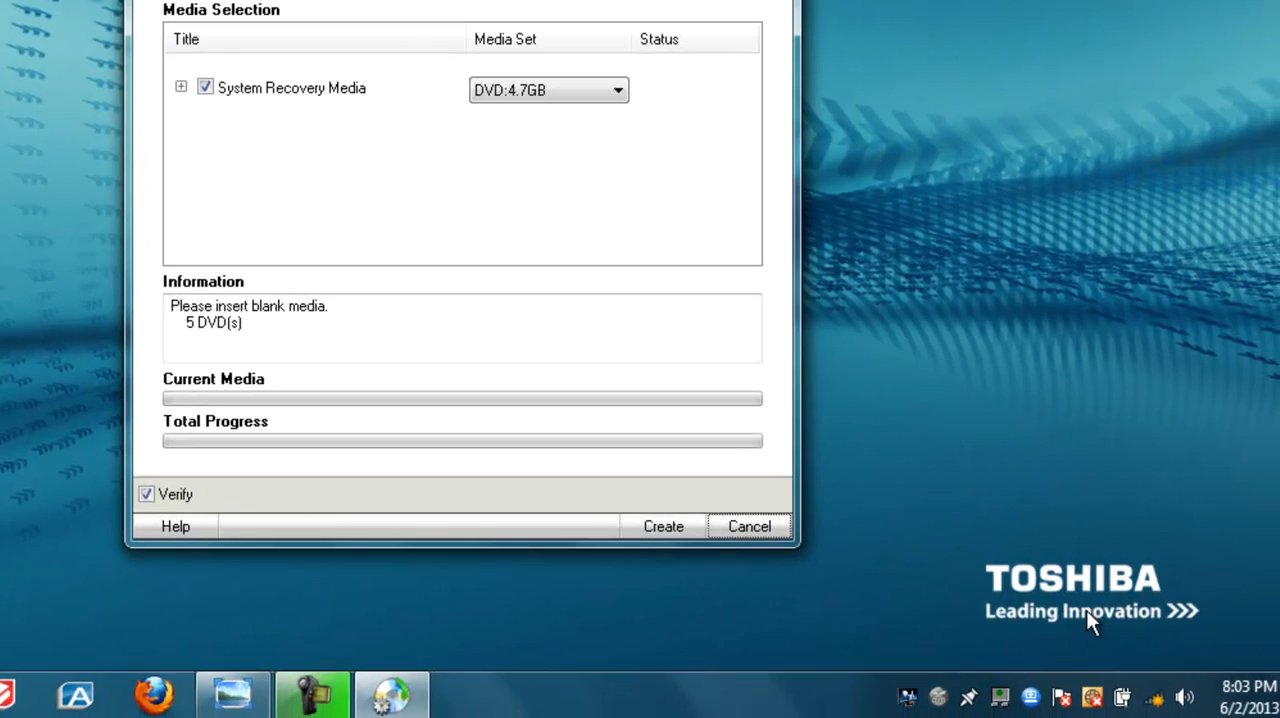 Media Selection
Title Media Set Status
System Recovery Media DVD:4.7GB
Information
Please insert blank media.
5 DVD(s)
Current Media
Total Progress
Verify
Help Create Cancel
TOSHIBA
Leading Innovation >>>
8:03 PM
6/2/2013